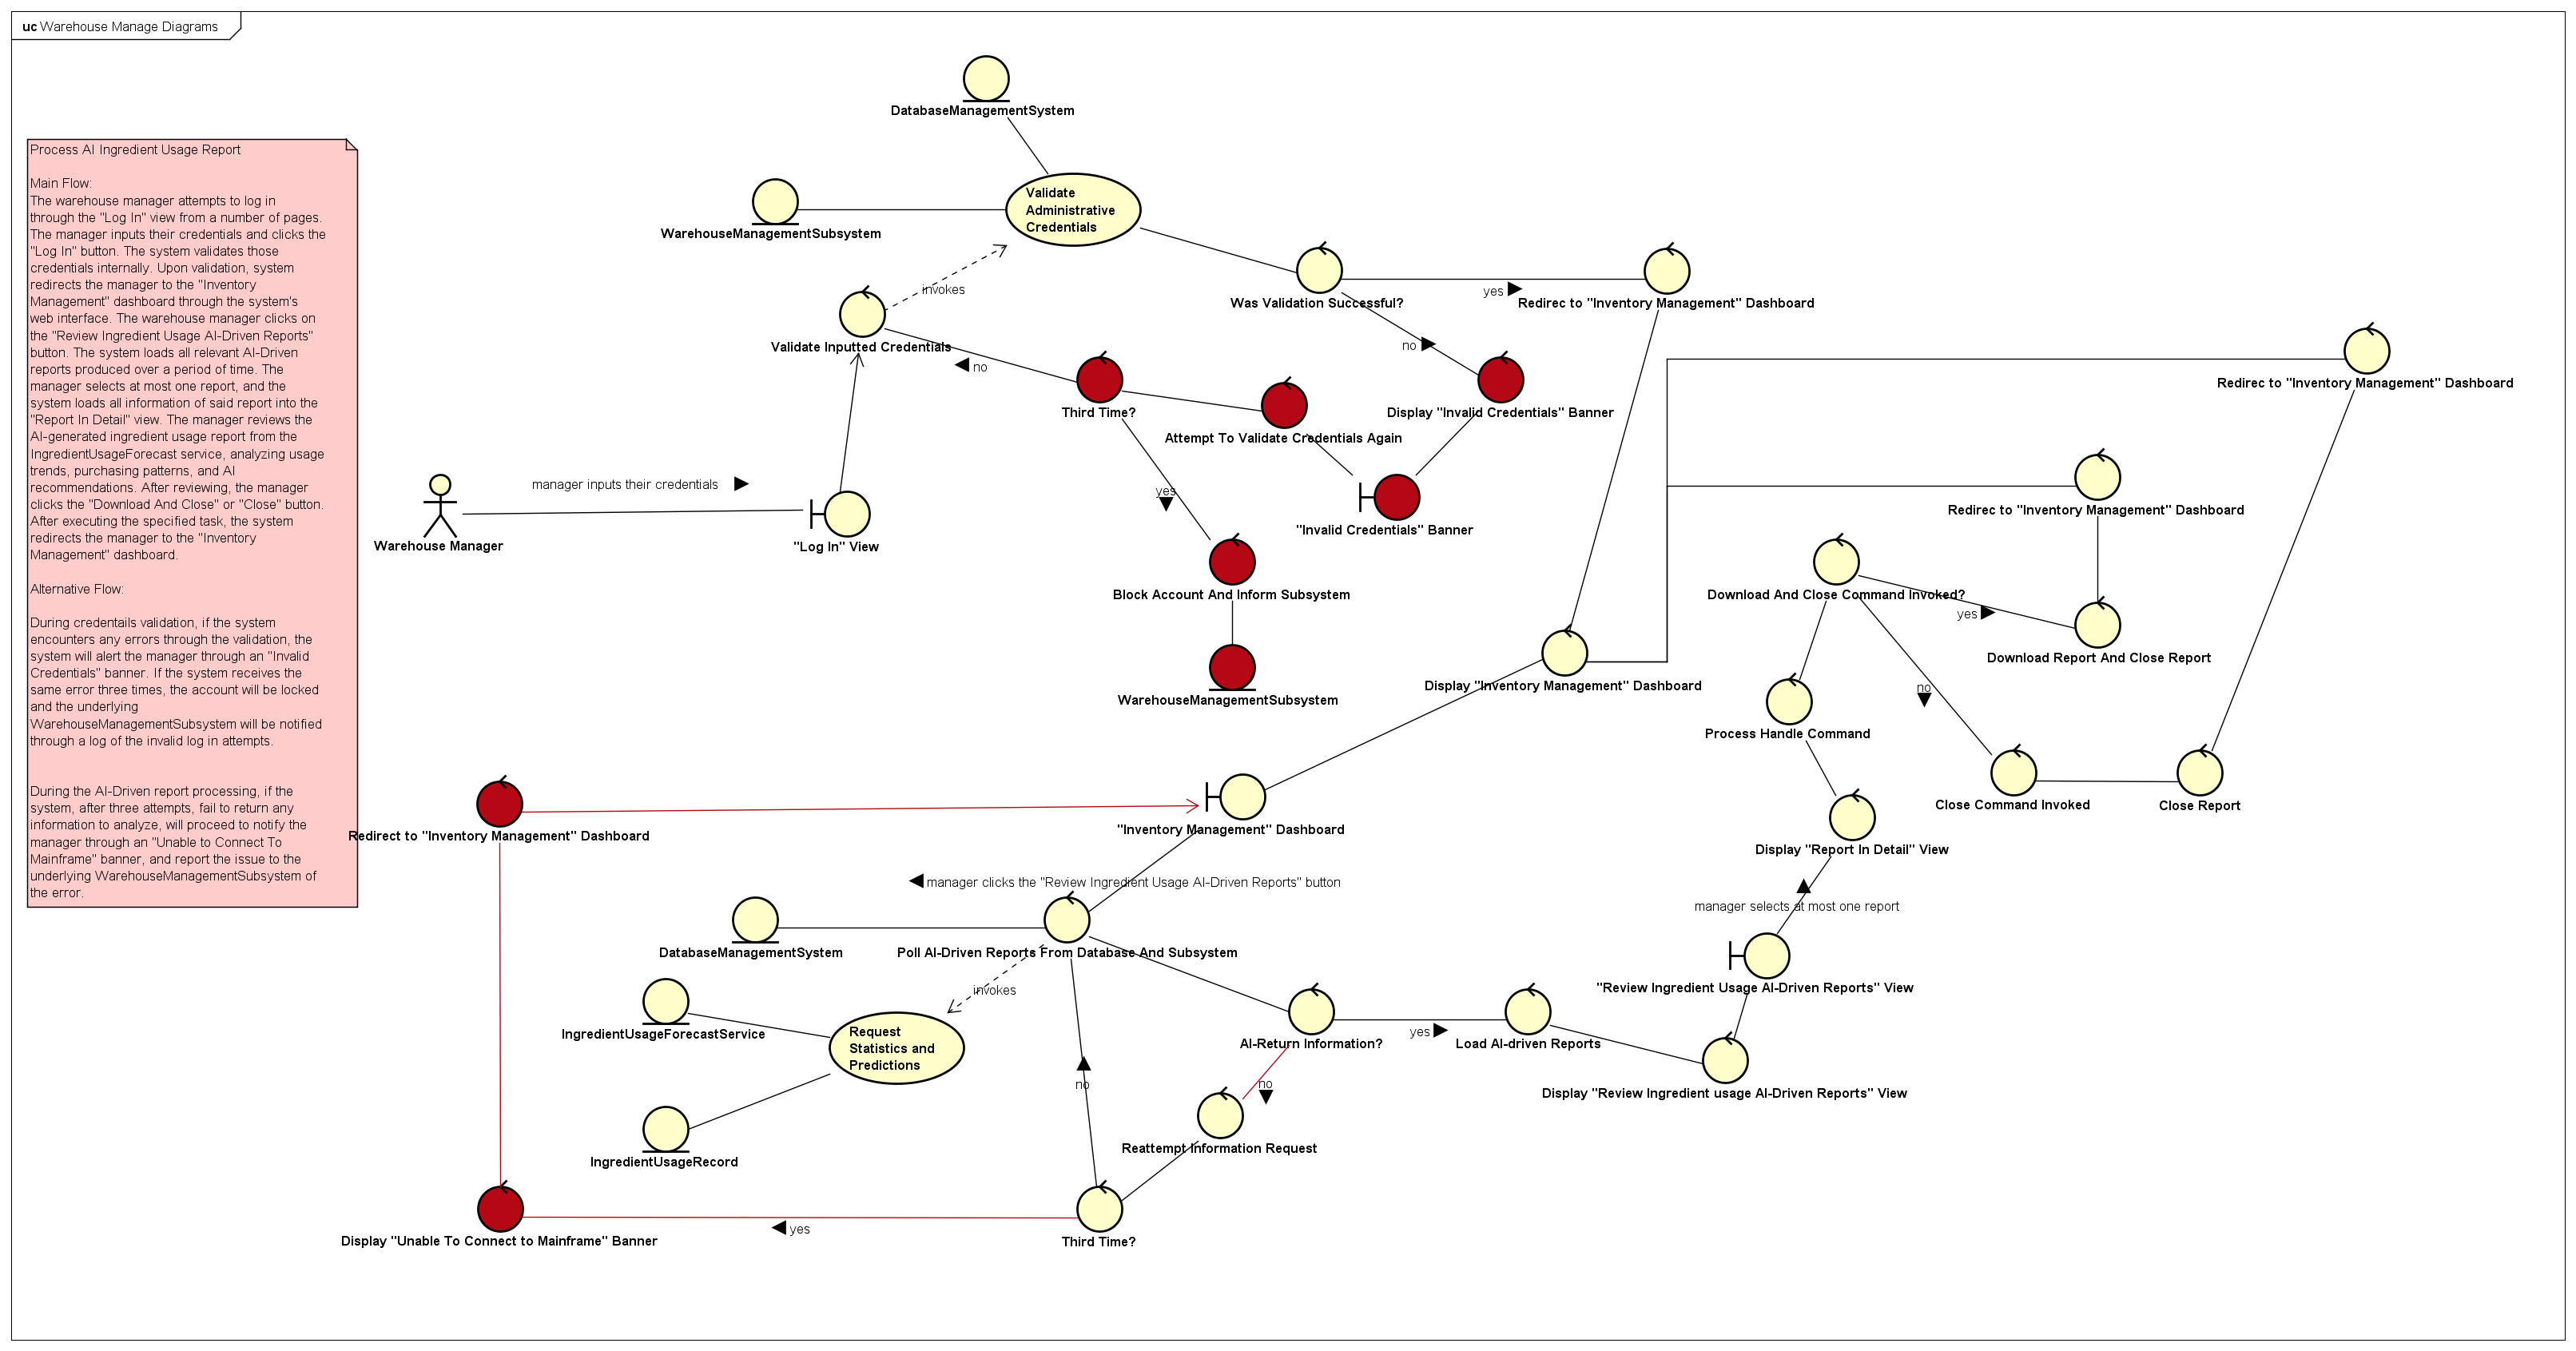 uc Warehouse Manage Diagrams
Process AI Ingredient Usage Report
Main Flow:
The warehouse manager attempts to log in
through the "Log In" view from a number of pages.
The manager inputs their credentials and clicks the
"Log In" button. The system validates those
credentials internally. Upon validation, system
redirects the manager to the "Inventory
Management" dashboard through the system's
web interface. The warehouse manager clicks on
the "Review Ingredient Usage AI-Driven Reports"
button. The system loads all relevant AI-Driven
reports produced over a period of time. The
manager selects at most one report, and the
system loads all information of said report into the
"Report In Detail" view. The manager reviews the
AI-generated ingredient usage report from the
IngredientUsageForecast service, analyzing usage
trends, purchasing patterns, and AI
recommendations. After reviewing, the manager
clicks the "Download And Close" or "Close" button.
After executing the specified task, the system
redirects the manager to the "Inventory
Management" dashboard.
Alternative Flow:
During credentails validation, if the system
encounters any errors through the validation, the
system will alert the manager through an "Invalid
Credentials" banner. If the system receives the
same error three times, the account will be locked
and the underlying
WarehouseManagementSubsystem will be notified
through a log of the invalid log in attempts.
During the AI-Driven report processing, if the
system, after three attempts, fail to return any
information to analyze, will proceed to notify the
manager through an "Unable to Connect To
Mainframe" banner, and report the issue to the
underlying WarehouseManagementSubsystem of
the error.
DatabaseManagementSystem
Validate
Administrative
Credentials
WarehouseManagementSubsystem
invokes
Was Validation Successful?
yes
Redirec to "Inventory Management" Dashboard
Validate Inputted Credentials
no
no
Third Time?
Attempt To Validate Credentials Again
Display "Invalid Credentials" Banner
Redirec to "Inventory Management" Dashboard
manager inputs their credentials
yes
Warehouse Manager
"Log In" View
"Invalid Credentials" Banner
Redirec to "Inventory Management" Dashboard
Block Account And Inform Subsystem
Download And Close Command Invoked?
yes
Download Report And Close Report
WarehouseManagementSubsystem
Display "Inventory Management" Dashboard
no
Process Handle Command
Close Command Invoked
Close Report
Redirect to "Inventory Management" Dashboard
"Inventory Management" Dashboard
Display "Report In Detail" View
manager clicks the "Review Ingredient Usage AI-Driven Reports" button
manager selects at most one report
DatabaseManagementSystem
Poll AI-Driven Reports From Database And Subsystem
"Review Ingredient Usage AI-Driven Reports" View
invokes
IngredientUsageForecastService
Request
Statistics and
Predictions
AI-Return Information?
yes
Load AI-driven Reports
no
no
Display "Review Ingredient usage AI-Driven Reports" View
Reattempt Information Request
IngredientUsageRecord
yes
Display "Unable To Connect to Mainframe" Banner
Third Time?